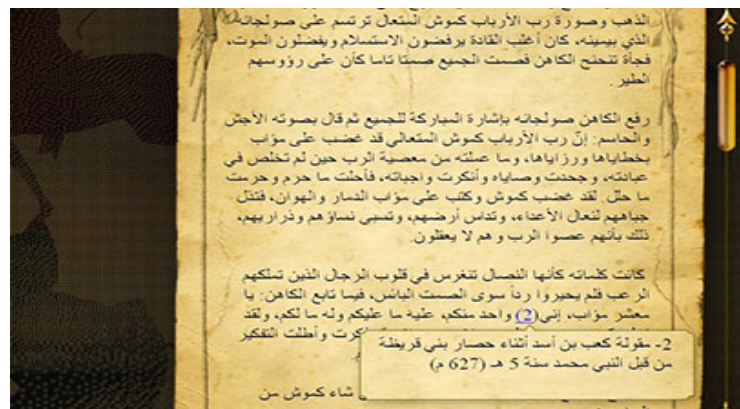 الذهب وصورة رب الأرباب كموش المتعال ترتسم على صولجانه
الذي بيمينه، كان أغلب القادة يرفضون الاستسلام ويفضلون الموت،
فجأة تنحنح الكاهن فصمت الجميع صمتا تاما كأن على رؤوسهم
الطير.
رفع الكاهن صولجانه بإشارة المباركة للجميع ثم قال بصوته الأجش
والحاسم: إنّ رب الأرباب كموش المتعالي قد غضب على مؤاب
بخطاياها ورزاياها، وما عملته من معصية الرب حين لم تخلص في
عبادته، وجحدت وصاياه وأنكرت واجباته، فأحلت ما حرم وحرمت
ما حلل. لقد غضب كموش وكتب على مؤاب الدمار والهوان، فتذل
جباههم لنعال الأعداء، وتداس أرضهم، وتسبى نساؤهم وذراريهم،
ذلك بأنهم عصوا الرب وهم لا يعقلون.
كانت كلماته كأنها النصال تنغرس في قلوب الرجال الذين تملكهم
الرعب فلم يحيروا رداً سوى الصمت البائس، فيما تابع الكاهن: يا
معشر مؤاب، إني(2) واحد منكم، عليه ما عليكم وله ما لكم، ولقد
وأطلت التفكير
2- مقولة كعب بن أسد أثناء حصار بني قريظة
من قبل النبي محمد سنة 5 هـ (627 م)
شاء كموش من